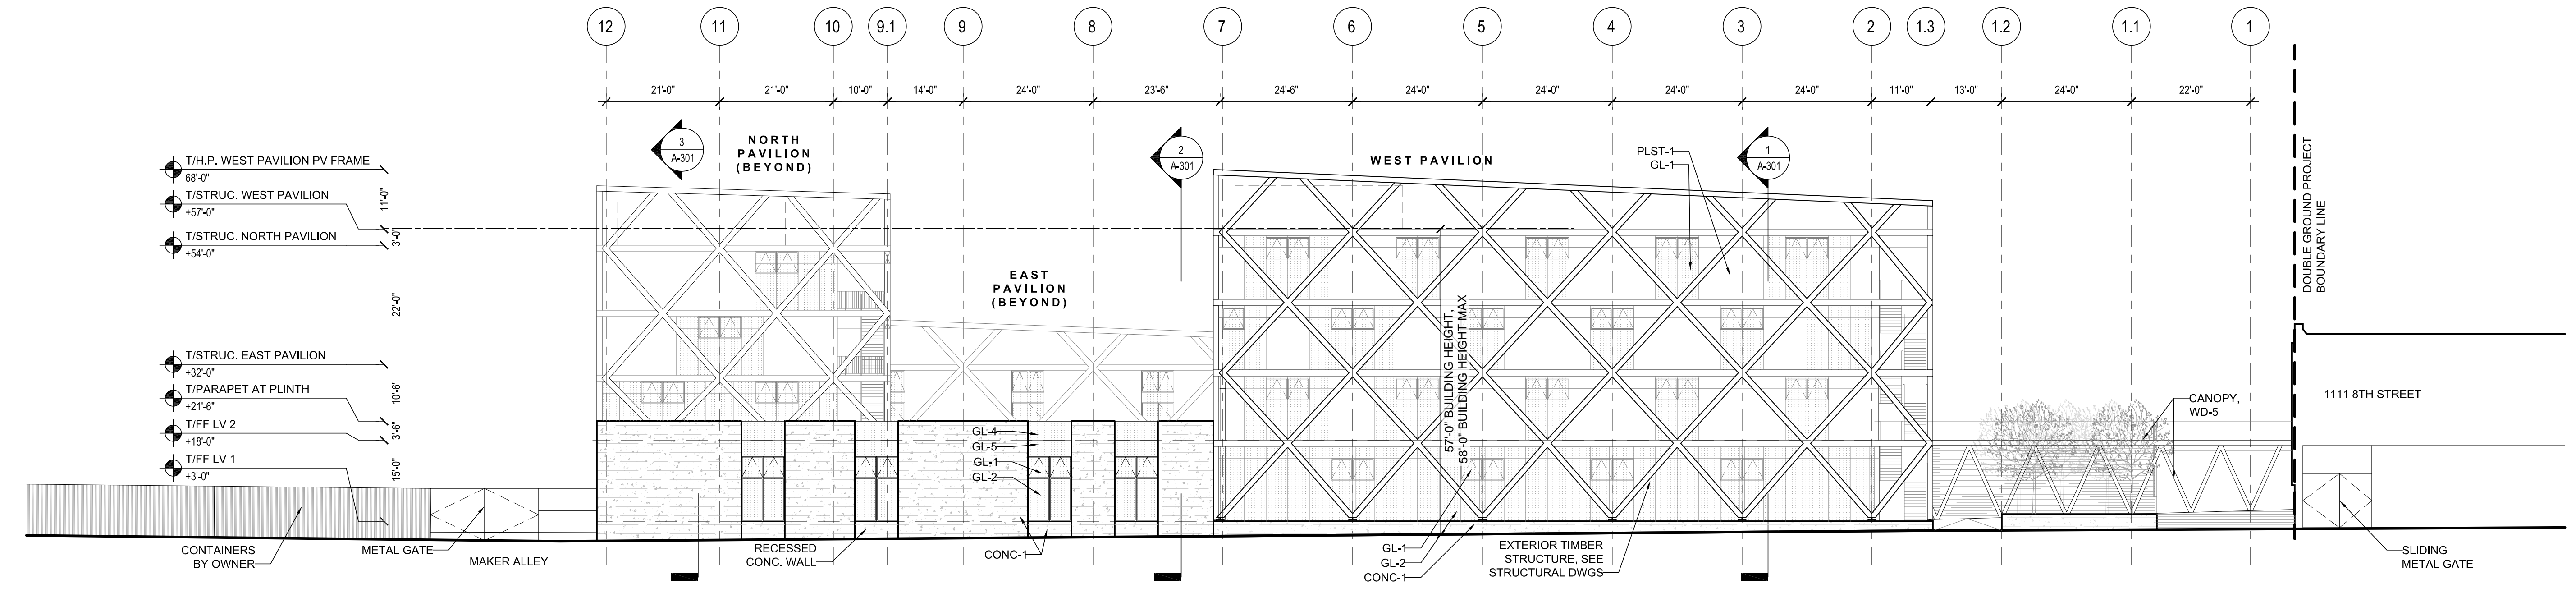 12
11
10
9.1
9
8
7
6
5
4
3
2
1.3
1.2
1.1
1
21'-0"
21'-0"
10'-0"
14'-0"
24'-0"
23'-6"
24'-6"
24'-0"
24'-0"
24'-0"
24'-0"
11'-0"
13'-0"
24'-0"
22'-0"
3
A-301
NORTH
PAVILION
(BEYOND)
2
A-301
WEST PAVILION
PLST-1
GL-1
1
A-301
DOUBLE GROUND PROJECT
BOUNDARY LINE
T/H.P. WEST PAVILION PV FRAME
68'-0"
T/STRUC. WEST PAVILION
+57'-0"
T/STRUC. NORTH PAVILION
+54'-0"
T/STRUC. EAST PAVILION
+32'-0"
T/PARAPET AT PLINTH
+21'-6"
T/FF LV 2
+18'-0"
T/FF LV 1
+3'-0"
11'-0"
3'-0"
22'-0"
10'-6"
3'-6"
15'-0"
EAST
PAVILION
(BEYOND)
57'-0" BUILDING HEIGHT,
58'-0" BUILDING HEIGHT MAX
GL-4
GL-5
GL-1
GL-2
CANOPY,
WD-5
1111 8TH STREET
CONTAINERS
BY OWNER
METAL GATE
MAKER ALLEY
RECESSED
CONC. WALL
CONC-1
GL-1
GL-2
CONC-1
EXTERIOR TIMBER
STRUCTURE, SEE
STRUCTURAL DWGS
SLIDING
METAL GATE